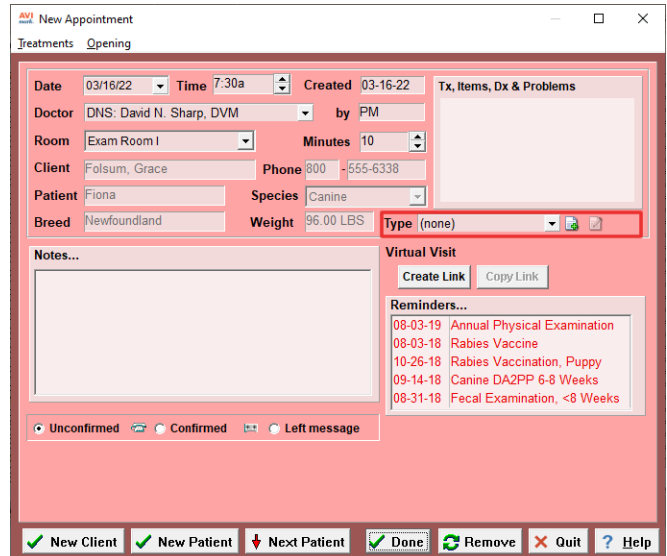 AVI mark New Appointment
Treatments Opening
Date 03/16/22 Time 7:30a Created 03-16-22 Tx, Items, Dx & Problems
Doctor DNS: David N. Sharp, DVM by PM
Room Exam Room I Minutes 10
Client Folsum, Grace Phone 800 - 555-6338
Patient Fiona Species Canine
Breed Newfoundland Weight 96.00 LBS Type (none)
Notes... Virtual Visit
Create Link Copy Link
Reminders...
08-03-19 Annual Physical Examination
08-03-18 Rabies Vaccine
10-26-18 Rabies Vaccination, Puppy
09-14-18 Canine DA2PP 6-8 Weeks
08-31-18 Fecal Examination, <8 Weeks
Unconfirmed Confirmed Left message
New Client New Patient Next Patient Done Remove Quit ? Help